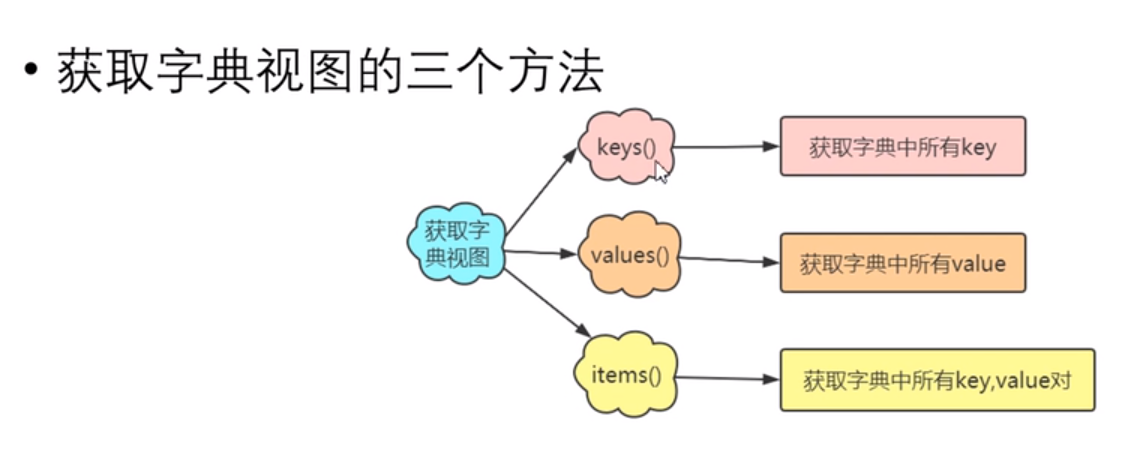 • 获取字典视图的三个方法
keys()
获取字典中所有key
获取字
典视图
values()
获取字典中所有value
items()
获取字典中所有key,value对